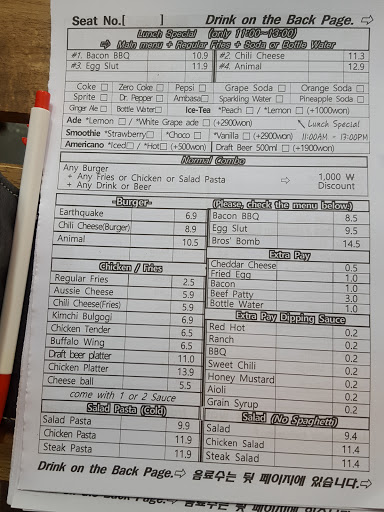 Seat No.[ ] Drink on the Back Page. ⇨
Lunch Special (only 11:00~13:00)
⇨ Main menu + Regular Fries + Soda or Bottle Water
#1. Bacon BBQ 10.9 #2. Chili Cheese 11.3
#3. Egg Slut 11.9 #4. Animal 12.9
Coke □ Zero Coke □ Pepsi □ Grape Soda □ Orange Soda □
Sprite □ Dr. Pepper □ Ambasa □ Sparkling Water □ Pineapple Soda □
Ginger Ale □ Bottle Water □ Ice-Tea *Peach □ / *Lemon □ (+1000won)
Ade *Lemon □ / *White Grape ade □ (+2900won) Lunch Special
Smoothie *Strawberry□ *Choco □ *Vanilla □ (+2900won) 11:00AM - 13:00PM
Americano *Iced□ / *Hot□ (+500won) Draft Beer 500ml □ (+1900won)
Normal Combo
Any Burger
+ Any Fries or Chicken or Salad Pasta ⇨ 1,000 ₩
+ Any Drink or Beer Discount
-Burger-
Earthquake 6.9
Chili Cheese(Burger) 8.9
Animal 10.5
(Please, check the menu below.)
Bacon BBQ 8.5
Egg Slut 9.5
Bros' Bomb 14.5
Chicken / Fries
Regular Fries 2.5
Aussie Cheese 5.9
Chili Cheese(Fries) 5.9
Kimchi Bulgogi 6.9
Chicken Tender 6.5
Buffalo Wing 6.5
Draft beer platter 11.0
Chicken Platter 13.9
Cheese ball 5.5
come with 1 or 2 Sauce
Extra Pay
Cheddar Cheese 0.5
Fried Egg 1.0
Bacon 1.0
Beef Patty 3.0
Bottle Water 1.0
Extra Pay Dipping Sauce
Red Hot 0.2
Ranch 0.2
BBQ 0.2
Sweet Chili 0.2
Honey Mustard 0.2
Aioli 0.2
Grain Syrup 0.2
Salad Pasta (Cold)
Salad Pasta 9.9
Chicken Pasta 11.9
Steak Pasta 11.9
Salad (No Spaghetti)
Salad 9.4
Chicken Salad 11.4
Steak Salad 11.4
Drink on the Back Page.⇨ 음료수는 뒷 페이지에 있습니다.⇨